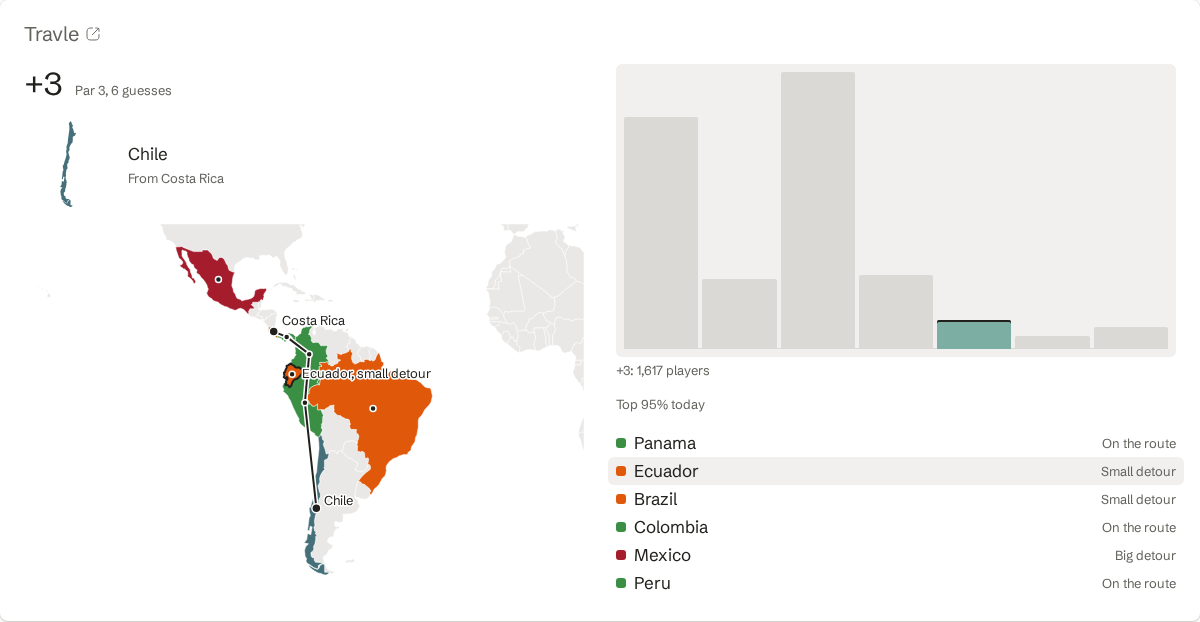 Travle
+3 Par 3, 6 guesses
Chile
From Costa Rica
Costa Rica
Ecuador, small detour
Chile
+3: 1,617 players
Top 95% today
Panama On the route
Ecuador Small detour
Brazil Small detour
Colombia On the route
Mexico Big detour
Peru On the route